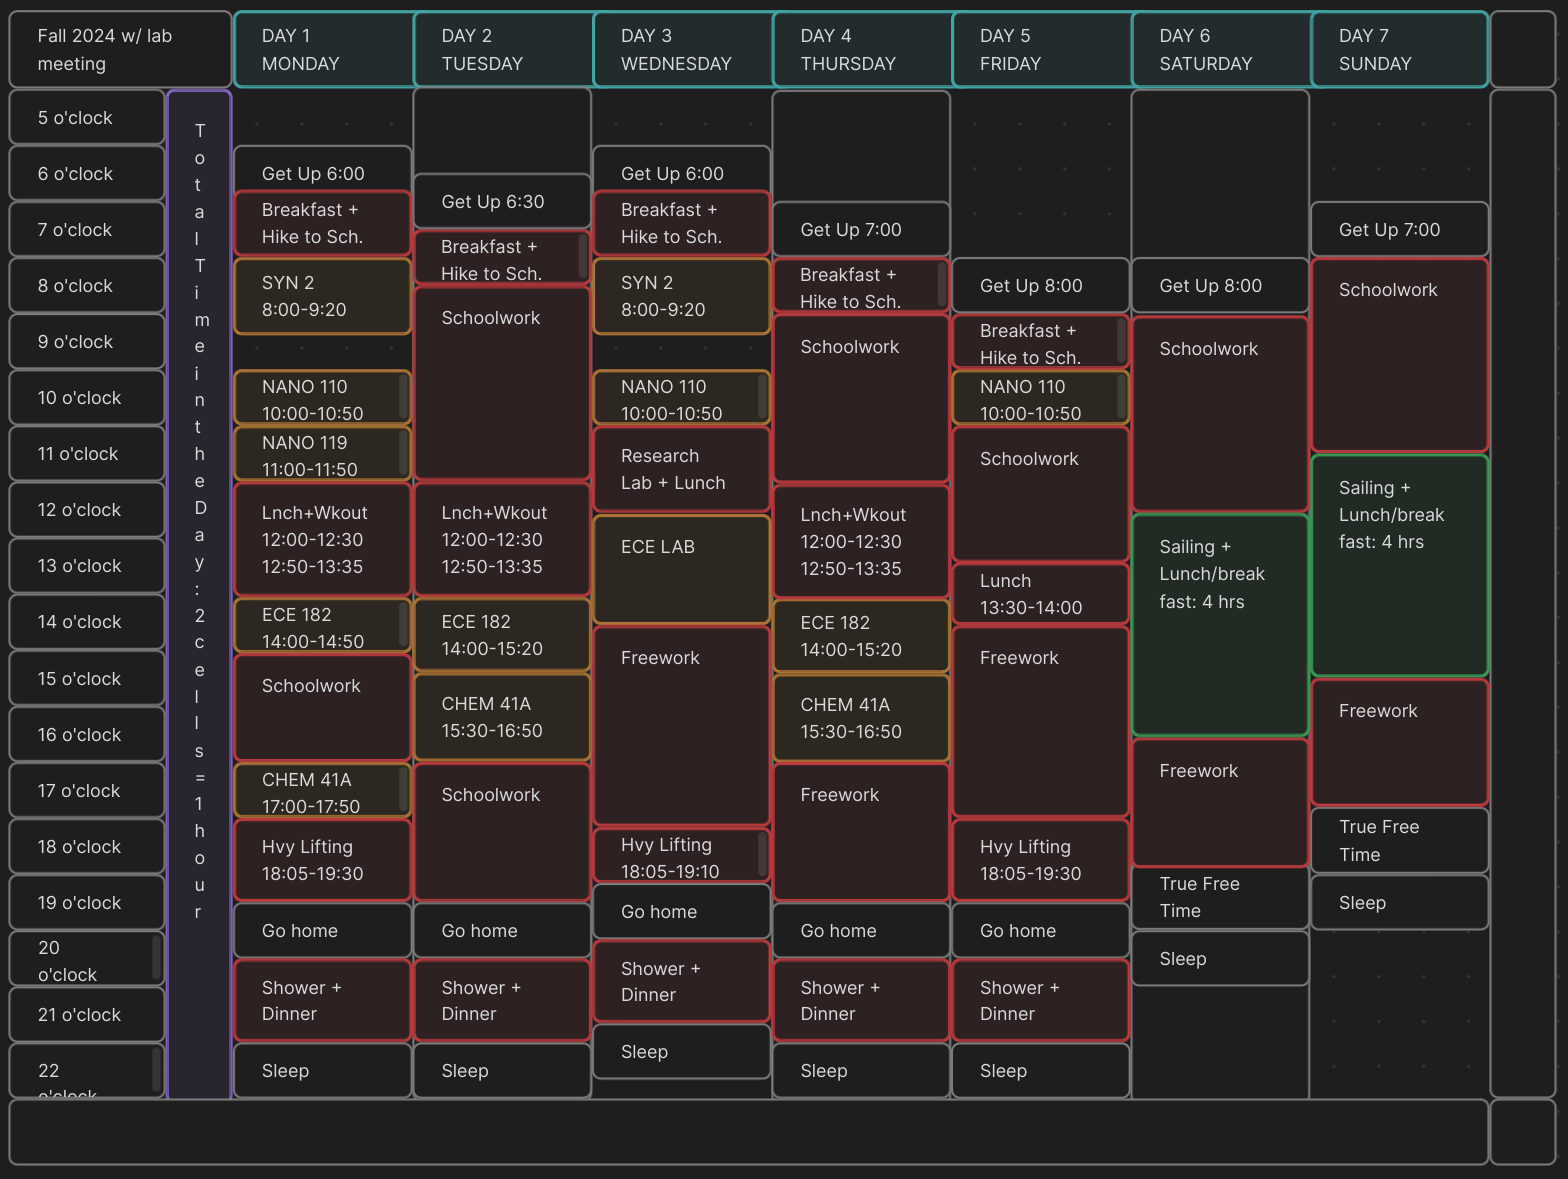 Fall 2024 w/ lab
meeting
DAY 1
MONDAY
DAY 2
TUESDAY
DAY 3
WEDNESDAY
DAY 4
THURSDAY
DAY 5
FRIDAY
DAY 6
SATURDAY
DAY 7
SUNDAY
5 o'clock
6 o'clock
7 o'clock
8 o'clock
9 o'clock
10 o'clock
11 o'clock
12 o'clock
13 o'clock
14 o'clock
15 o'clock
16 o'clock
17 o'clock
18 o'clock
19 o'clock
20
o'clock
21 o'clock
22
o'clock
T
o
t
a
l
T
i
m
e
i
n
t
h
e
D
a
y
:
2
c
e
l
l
s
=
1
h
o
u
r
Get Up 6:00
Breakfast +
Hike to Sch.
SYN 2
8:00-9:20
NANO 110
10:00-10:50
NANO 119
11:00-11:50
Lnch+Wkout
12:00-12:30
12:50-13:35
ECE 182
14:00-14:50
Schoolwork
CHEM 41A
17:00-17:50
Hvy Lifting
18:05-19:30
Go home
Shower +
Dinner
Sleep
Get Up 6:30
Breakfast +
Hike to Sch.
Schoolwork
Lnch+Wkout
12:00-12:30
12:50-13:35
ECE 182
14:00-15:20
CHEM 41A
15:30-16:50
Schoolwork
Go home
Shower +
Dinner
Sleep
Get Up 6:00
Breakfast +
Hike to Sch.
SYN 2
8:00-9:20
NANO 110
10:00-10:50
Research
Lab + Lunch
ECE LAB
Freework
Hvy Lifting
18:05-19:10
Go home
Shower +
Dinner
Sleep
Get Up 7:00
Breakfast +
Hike to Sch.
Schoolwork
Lnch+Wkout
12:00-12:30
12:50-13:35
ECE 182
14:00-15:20
CHEM 41A
15:30-16:50
Freework
Go home
Shower +
Dinner
Sleep
Get Up 8:00
Breakfast +
Hike to Sch.
NANO 110
10:00-10:50
Schoolwork
Lunch
13:30-14:00
Freework
Hvy Lifting
18:05-19:30
Go home
Shower +
Dinner
Sleep
Get Up 8:00
Schoolwork
Sailing +
Lunch/break
fast: 4 hrs
Freework
True Free
Time
Sleep
Get Up 7:00
Schoolwork
Sailing +
Lunch/break
fast: 4 hrs
Freework
True Free
Time
Sleep